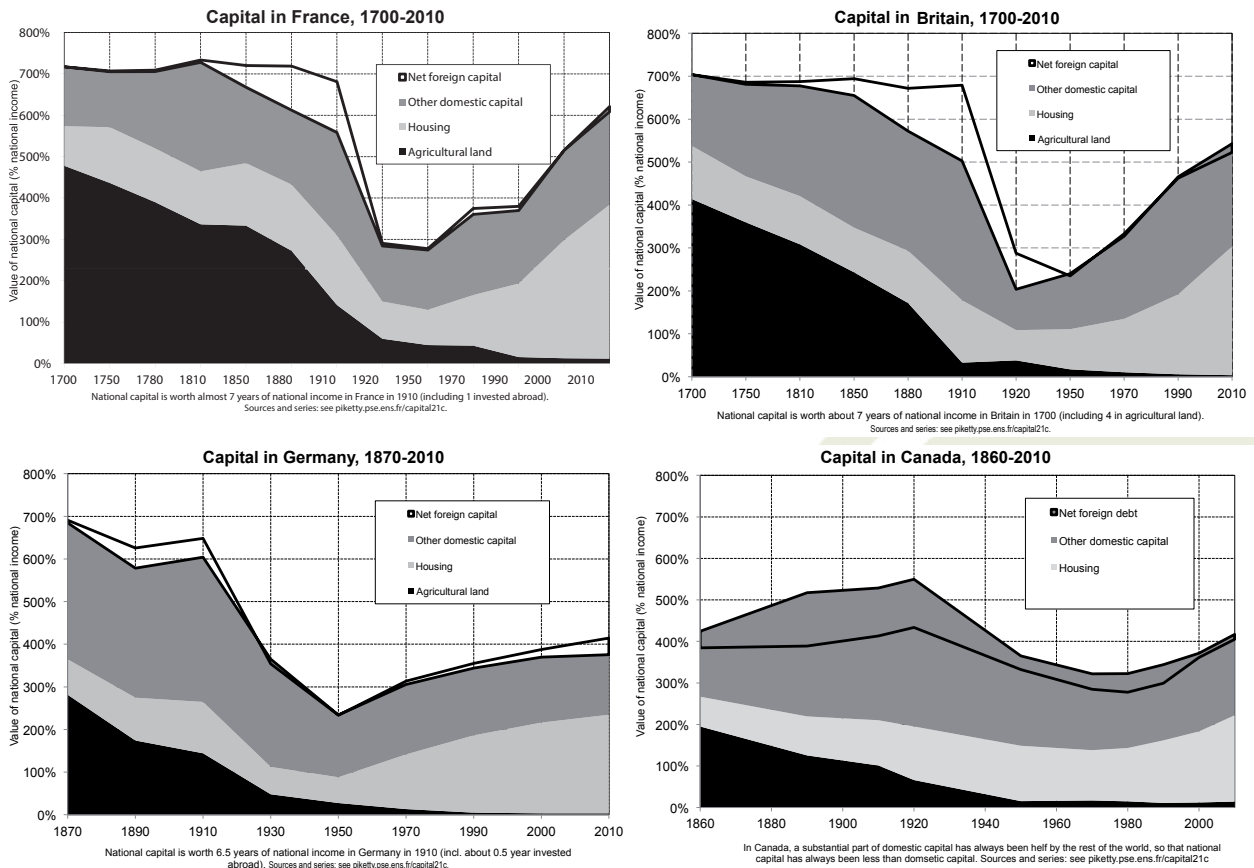 Capital in France, 1700-2010
Value of national capital (% national income)
800%
700%
600%
500%
400%
300%
200%
100%
0%
Net foreign capital
Other domestic capital
Housing
Agricultural land
1700 1750 1780 1810 1850 1880 1910 1920 1950 1970 1990 2000 2010
National capital is worth almost 7 years of national income in France in 1910 (including 1 invested abroad).
Sources and series: see piketty.pse.ens.fr/capital21c.
Capital in Britain, 1700-2010
Value of national capital (% national income)
800%
700%
600%
500%
400%
300%
200%
100%
0%
Net foreign capital
Other domestic capital
Housing
Agricultural land
1700 1750 1810 1850 1880 1910 1920 1950 1970 1990 2010
National capital is worth about 7 years of national income in Britain in 1700 (including 4 in agricultural land).
Sources and series: see piketty.pse.ens.fr/capital21c.
Capital in Germany, 1870-2010
Value of national capital (% national income)
800%
700%
600%
500%
400%
300%
200%
100%
0%
Net foreign capital
Other domestic capital
Housing
Agricultural land
1870 1890 1910 1930 1950 1970 1990 2000 2010
National capital is worth 6.5 years of national income in Germany in 1910 (incl. about 0.5 year invested
abroad). Sources and series: see piketty.pse.ens.fr/capital21c.
Capital in Canada, 1860-2010
Value of national capital (% national income)
800%
700%
600%
500%
400%
300%
200%
100%
0%
Net foreign debt
Other domestic capital
Housing
1860 1880 1900 1920 1940 1960 1980 2000
In Canada, a substantial part of domestic capital has always been helf by the rest of the world, so that national
capital has always been less than domsetic capital. Sources and series: see piketty.pse.ens.fr/capital21c